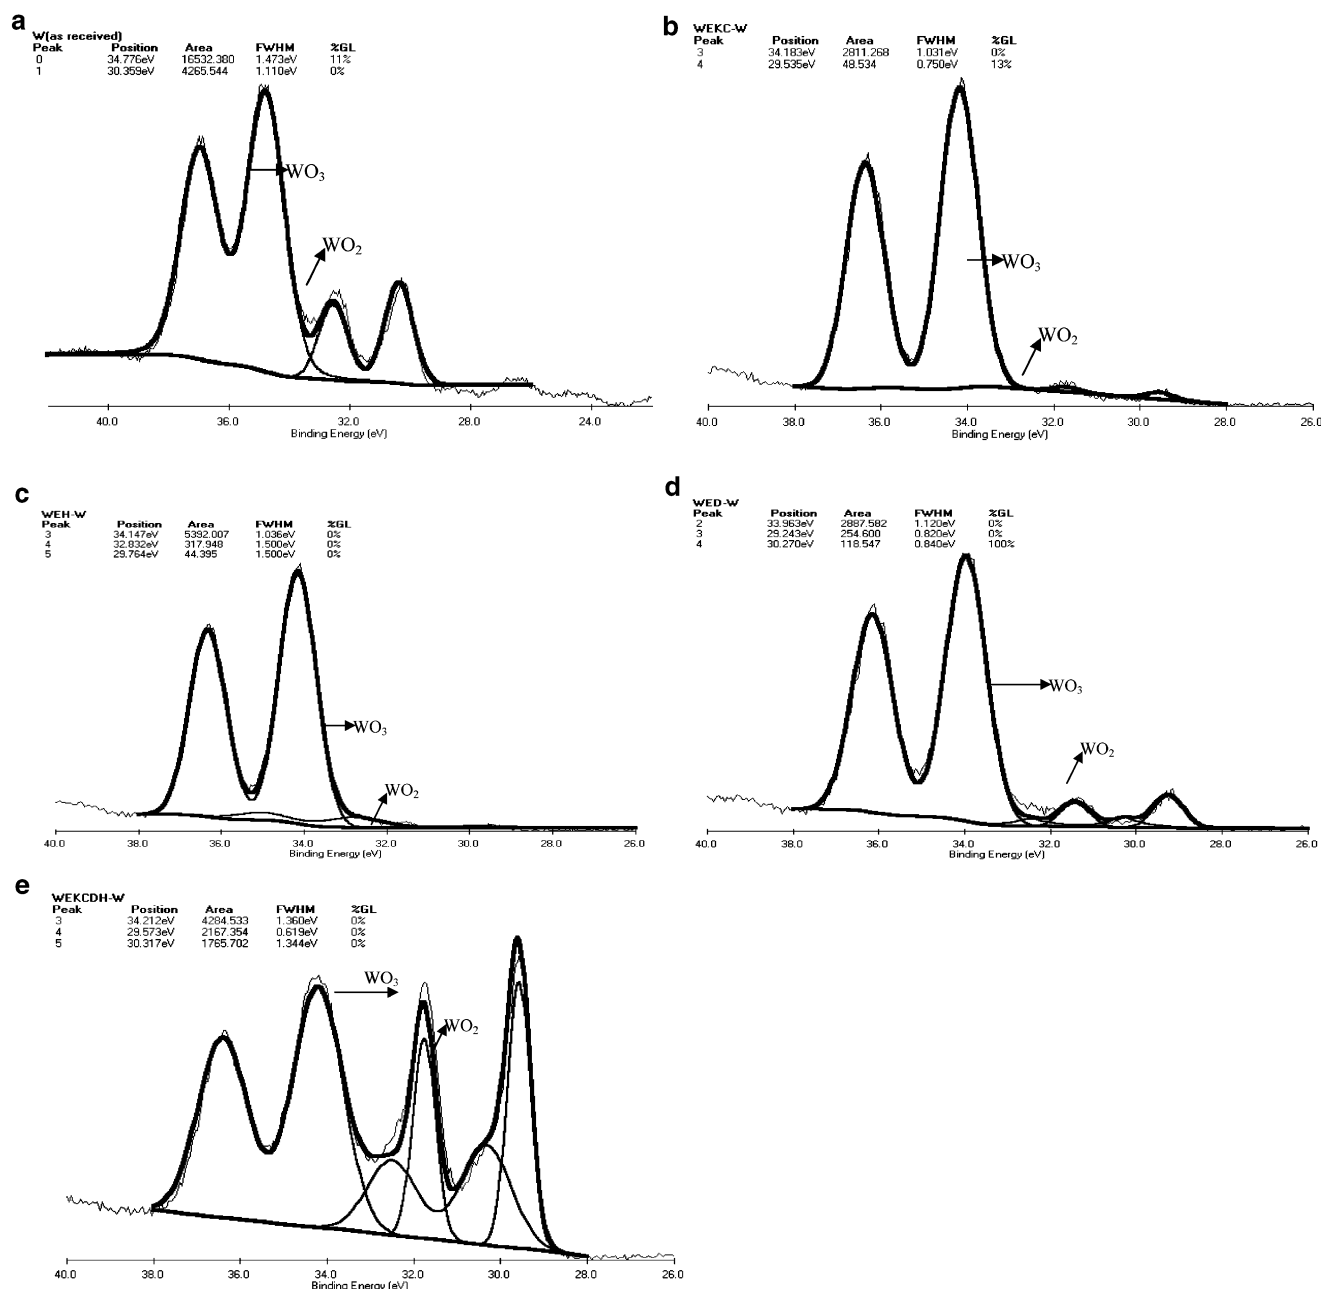 a
W(as received)
Peak Position Area FWHM %GL
0 34.776eV 16532.380 1.473eV 11%
1 30.359eV 4265.544 1.110eV 0%
WO3
WO2
40.0 36.0 32.0 28.0 24.0
Binding Energy (eV)
b
WEKC-W
Peak Position Area FWHM %GL
3 34.183eV 2811.268 1.031eV 0%
4 29.535eV 48.534 0.750eV 13%
WO3
WO2
40.0 38.0 36.0 34.0 32.0 30.0 28.0 26.0
Binding Energy (eV)
c
WEH-W
Peak Position Area FWHM %GL
3 34.147eV 5392.007 1.036eV 0%
4 32.832eV 317.948 1.500eV 0%
5 29.764eV 44.395 1.500eV 0%
WO3
WO2
40.0 38.0 36.0 34.0 32.0 30.0 28.0 26.0
Binding Energy (eV)
d
WED-W
Peak Position Area FWHM %GL
2 33.963eV 2887.582 1.120eV 0%
3 29.243eV 254.600 0.820eV 0%
4 30.270eV 118.547 0.840eV 100%
WO3
WO2
40.0 38.0 36.0 34.0 32.0 30.0 28.0 26.0
Binding Energy (eV)
e
WEKCDH-W
Peak Position Area FWHM %GL
3 34.212eV 4284.533 1.360eV 0%
4 29.573eV 2167.354 0.619eV 0%
5 30.317eV 1765.702 1.344eV 0%
WO3
WO2
40.0 38.0 36.0 34.0 32.0 30.0 28.0 26.0
Binding Energy (eV)